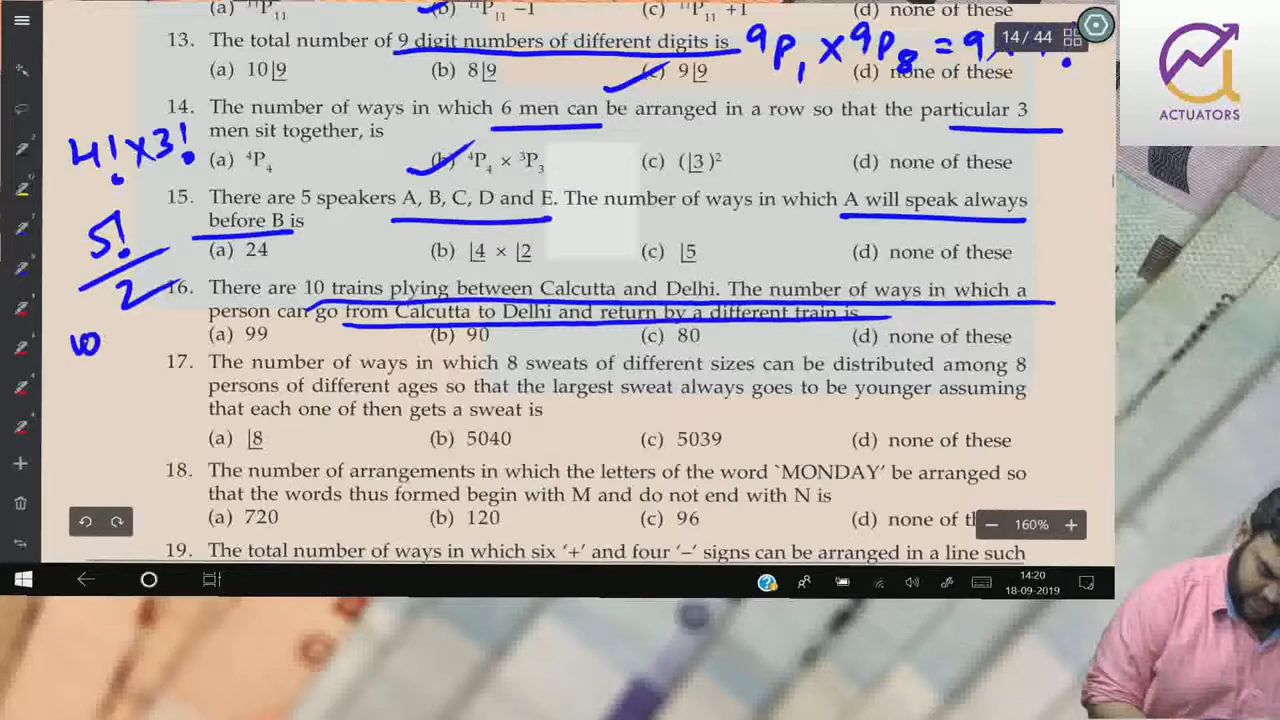 (a) ¹¹P₁₁ (b) ¹¹P₁₁ −1 (c) ¹¹P₁₁ +1 (d) none of these
13. The total number of 9 digit numbers of different digits is ⁹P₁ × ⁹P₈ = 9
14/44
(a) 10|9 (b) 8|9 (c) 9|9 (d) none of these
ACTUATORS
14. The number of ways in which 6 men can be arranged in a row so that the particular 3
men sit together, is
4! × 3!
(a) ⁴P₄ (b) ⁴P₄ × ³P₃ (c) (|3)² (d) none of these
15. There are 5 speakers A, B, C, D and E. The number of ways in which A will speak always
before B is
5!
2
(a) 24 (b) |4 × |2 (c) |5 (d) none of these
16. There are 10 trains plying between Calcutta and Delhi. The number of ways in which a
person can go from Calcutta to Delhi and return by a different train is
10
(a) 99 (b) 90 (c) 80 (d) none of these
17. The number of ways in which 8 sweats of different sizes can be distributed among 8
persons of different ages so that the largest sweat always goes to be younger assuming
that each one of then gets a sweat is
(a) |8 (b) 5040 (c) 5039 (d) none of these
18. The number of arrangements in which the letters of the word `MONDAY' be arranged so
that the words thus formed begin with M and do not end with N is
(a) 720 (b) 120 (c) 96 (d) none of t
− 160% +
19. The total number of ways in which six '+' and four '–' signs can be arranged in a line such
14:20
18-09-2019